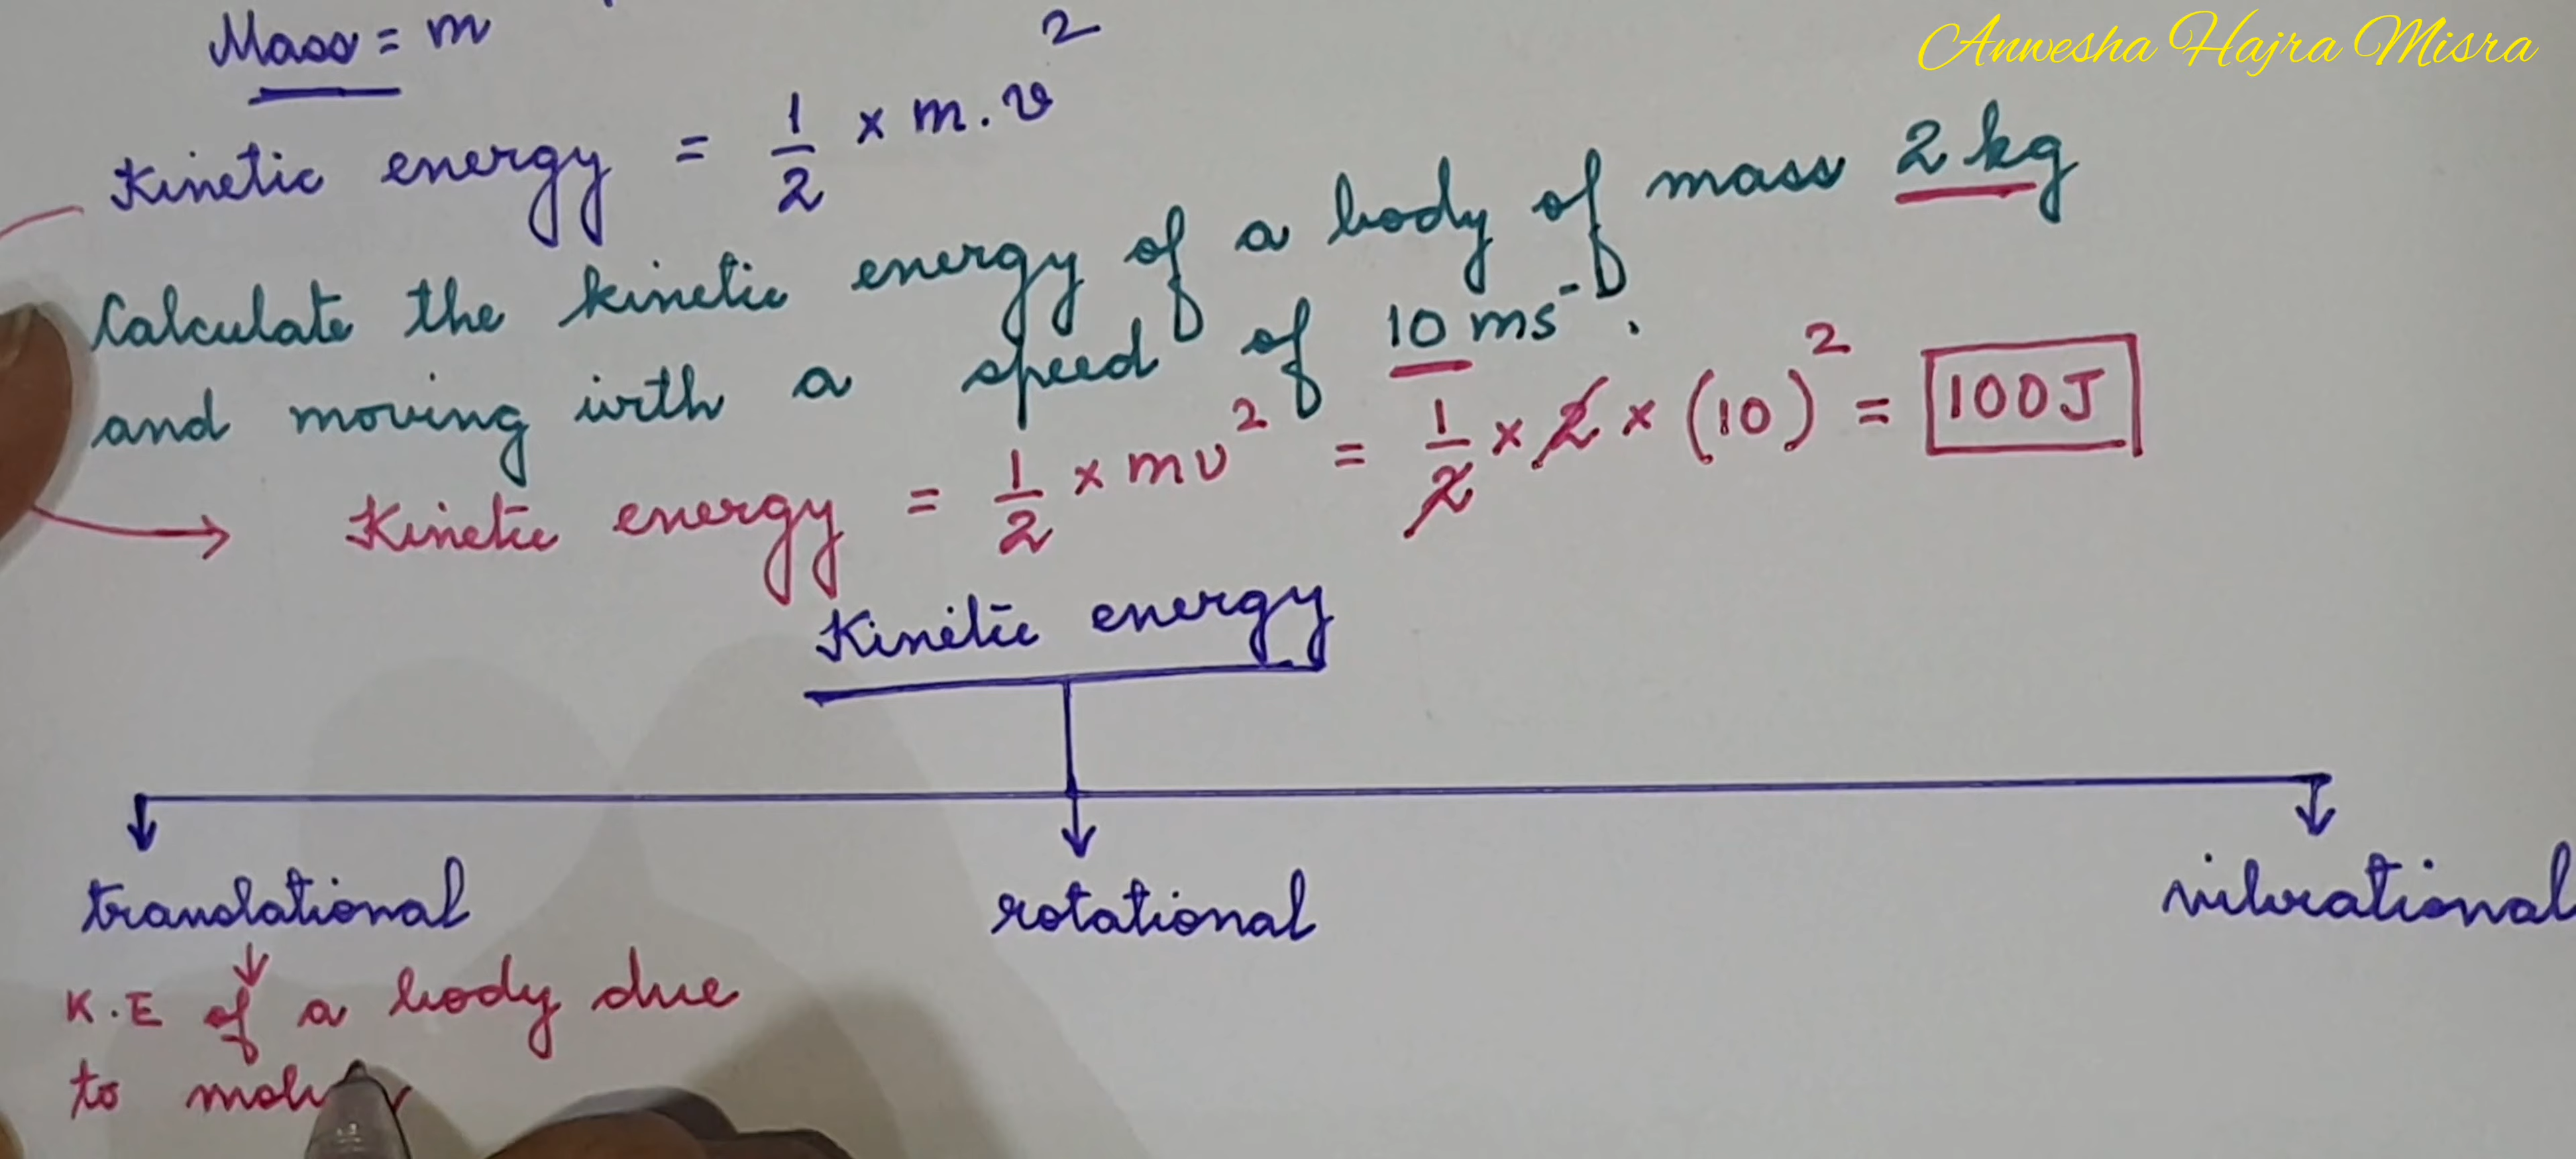 Anwesha Hajra Misra
Mass = m
Kinetic energy = 1/2 × m.v²
Calculate the kinetic energy of a body of mass 2 kg
and moving with a speed of 10 ms⁻ .
→ Kinetic energy = 1/2 × mv² = 1/2 × 2 × (10)² = 100J
Kinetic energy
translational rotational vibrational
K.E of a body due
to